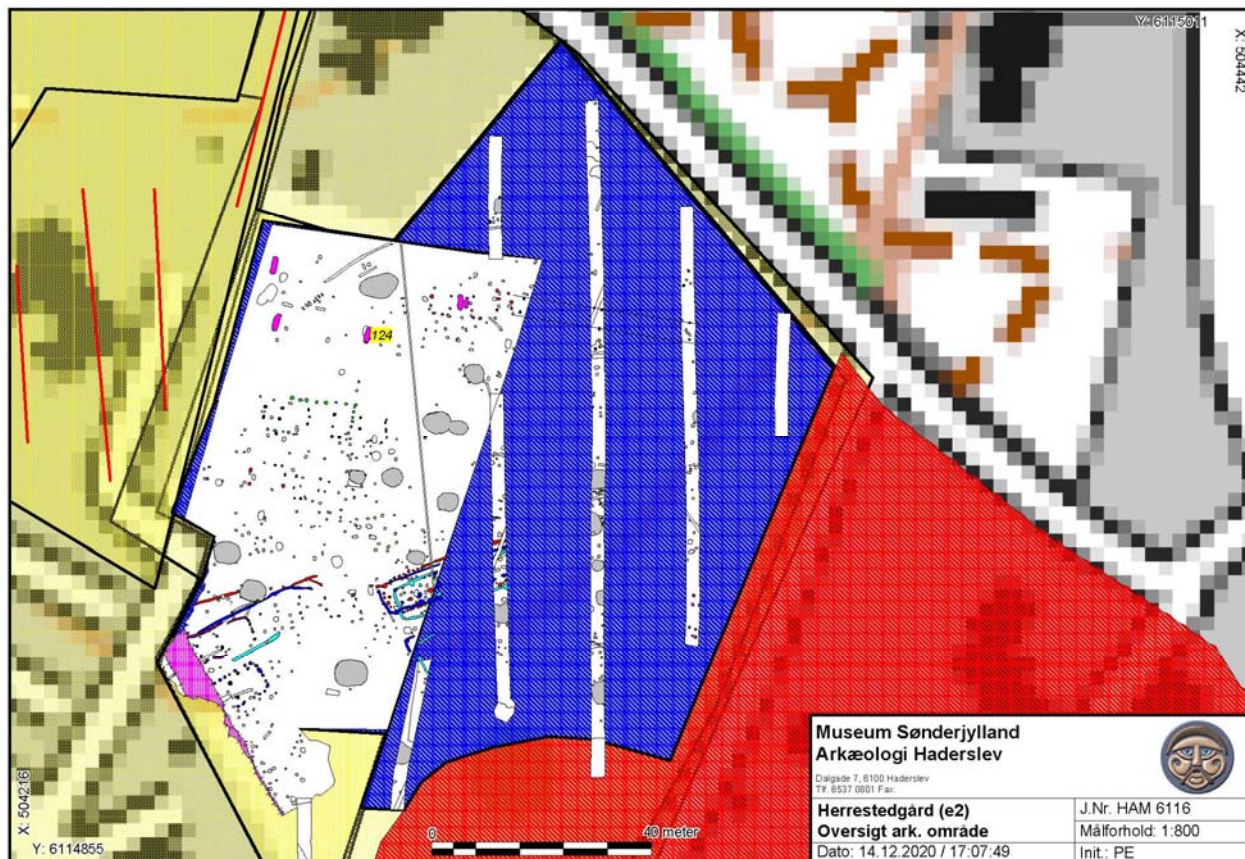 Y: 6115011
X: 504442
124
X: 504216
Y: 6114855
0
40 meter
Museum Sønderjylland
Arkæologi Haderslev
Dalgade 7, 6100 Haderslev
Tlf. 6537 0801 Fax.
Herrestedgård (e2)
Oversigt ark. område
Dato: 14.12.2020 / 17:07:49
J.Nr. HAM 6116
Målforhold: 1:800
Init.: PE